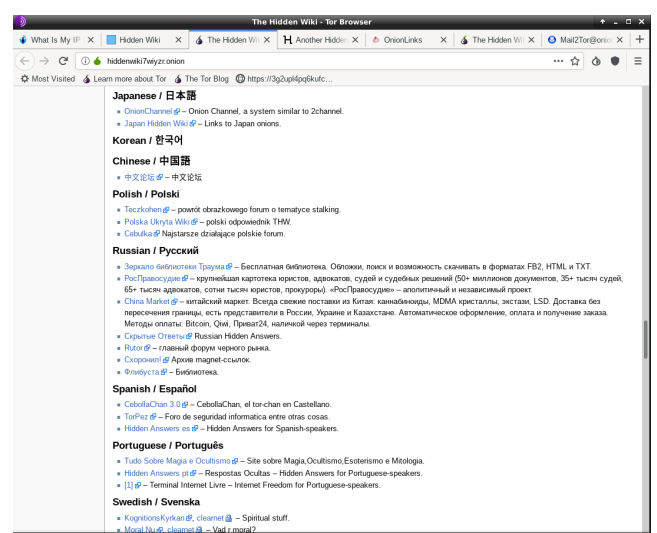 The Hidden Wiki - Tor Browser
What Is My IP
Hidden Wiki
The Hidden Wi
Another Hidden
OnionLinks
The Hidden Wi
Mail2Tor@onio
hiddenwiki7wiyzr.onion
Most Visited Learn more about Tor The Tor Blog https://3g2upl4pq6kufc…
Japanese / 日本語
OnionChannel – Onion Channel, a system similar to 2channel.
Japan Hidden Wiki – Links to Japan onions.
Korean / 한국어
Chinese / 中国語
中文论坛 – 中文论坛
Polish / Polski
Teczkohen – powrót obrazkowego forum o tematyce stalking.
Polska Ukryta Wiki – polski odpowiednik THW.
Cebulka Najstarsze działające polskie forum.
Russian / Русский
Зеркало библиотеки Траума – Бесплатная библиотека. Обложки, поиск и возможность скачивать в форматах FB2, HTML и TXT.
РосПравосудие – крупнейшая картотека юристов, адвокатов, судей и судебных решений (50+ миллионов документов, 35+ тысяч судей,
65+ тысяч адвокатов, сотни тысяч юристов, прокуроры). «РосПравосудие» – аполитичный и независимый проект.
China Market – китайский маркет. Всегда свежие поставки из Китая: каннабиноиды, MDMA кристаллы, экстази, LSD. Доставка без
пересечения границы, есть представители в России, Украине и Казахстане. Автоматическое оформление, оплата и получение заказа.
Методы оплаты: Bitcoin, Qiwi, Приват24, наличкой через терминалы.
Скрытые Ответы Russian Hidden Answers.
Rutor – главный форум черного рынка.
Схоронил! Архив magnet-ссылок.
Флибуста – Библиотека.
Spanish / Español
CebollaChan 3.0 – CebollaChan, el tor-chan en Castellano.
TorPez – Foro de seguridad informatica entre otras cosas.
Hidden Answers es – Hidden Answers for Spanish-speakers.
Portuguese / Português
Tudo Sobre Magia e Ocultismo – Site sobre Magia,Ocultismo,Esoterismo e Mitologia.
Hidden Answers pt – Respostas Ocultas – Hidden Answers for Portuguese-speakers.
[1] – Terminal Internet Livre – Internet Freedom for Portuguese-speakers.
Swedish / Svenska
KognitionsKyrkan, clearnet – Spiritual stuff.
Moral.Nu, clearnet – Vad r moral?